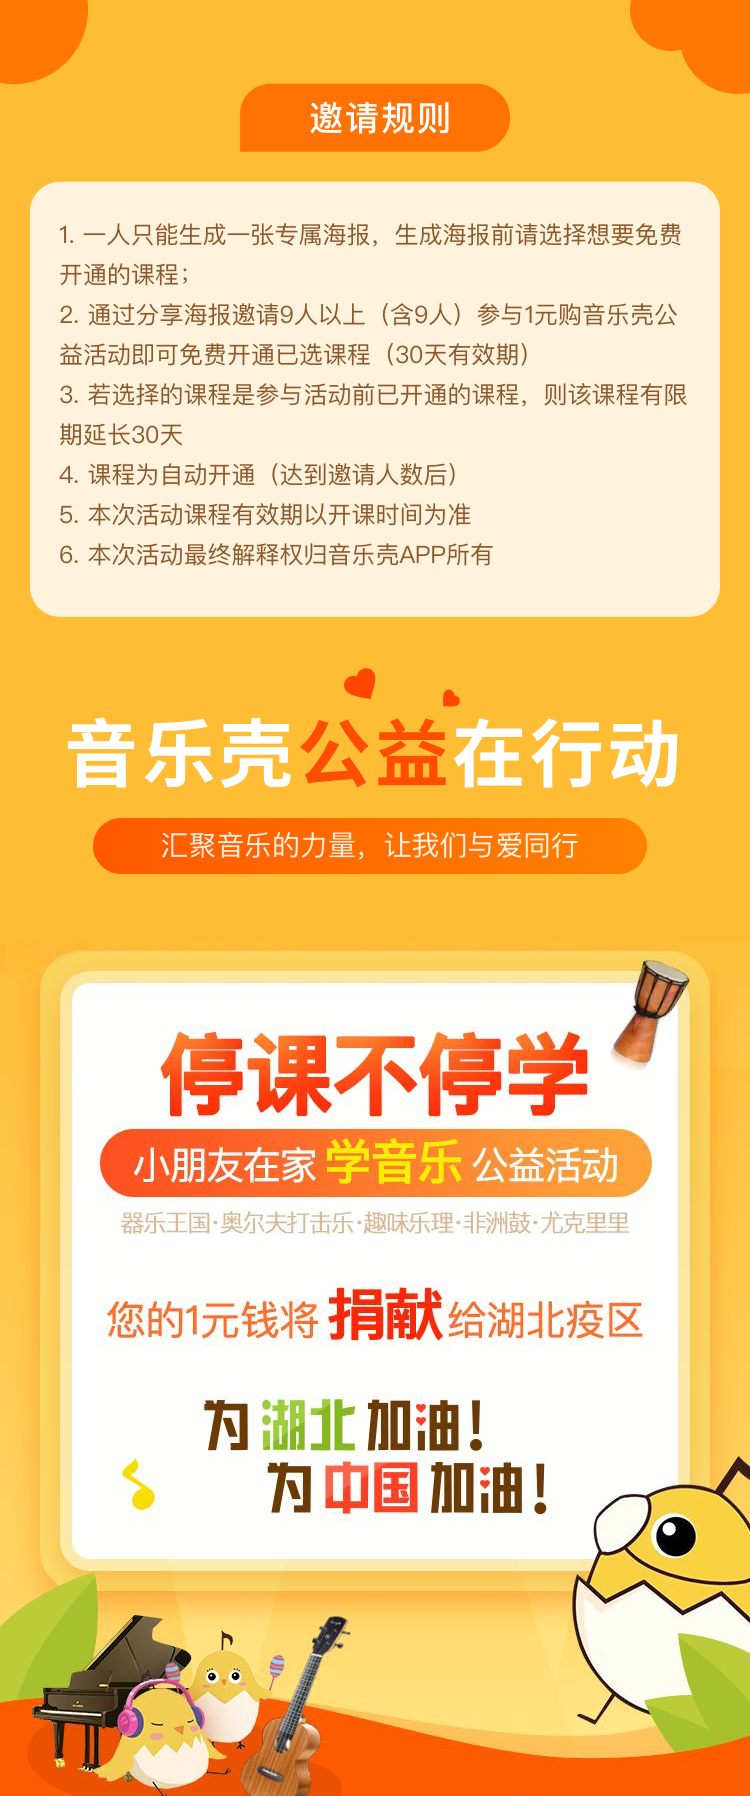 邀请规则
1. 一人只能生成一张专属海报，生成海报前请选择想要免费
开通的课程；
2. 通过分享海报邀请9人以上（含9人）参与1元购音乐壳公
益活动即可免费开通已选课程（30天有效期）
3. 若选择的课程是参与活动前已开通的课程，则该课程有限
期延长30天
4. 课程为自动开通（达到邀请人数后）
5. 本次活动课程有效期以开课时间为准
6. 本次活动最终解释权归音乐壳APP所有
音乐壳公益在行动
汇聚音乐的力量，让我们与爱同行
停课不停学
小朋友在家 学音乐 公益活动
器乐王国·奥尔夫打击乐·趣味乐理·非洲鼓·尤克里里
您的1元钱将 捐献 给湖北疫区
为湖北加油！
为中国加油！